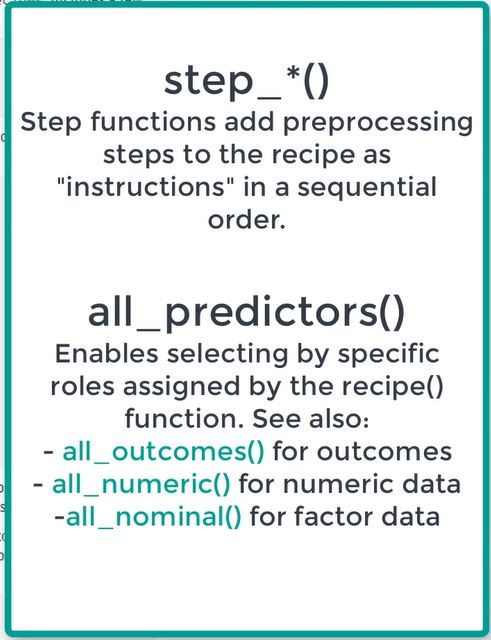 step_*()
Step functions add preprocessing
steps to the recipe as
"instructions" in a sequential
order.
all_predictors()
Enables selecting by specific
roles assigned by the recipe()
function. See also:
- all_outcomes() for outcomes
- all_numeric() for numeric data
-all_nominal() for factor data